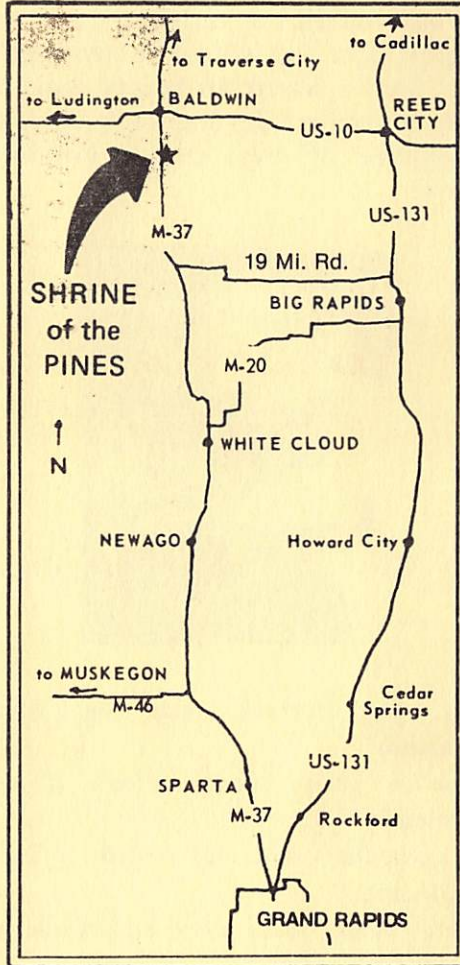 to Cadillac
to Traverse City
to Ludington
BALDWIN
REED
CITY
US-10
US-131
M-37
19 Mi. Rd.
SHRINE
of the
PINES
BIG RAPIDS
M-20
N
WHITE CLOUD
NEWAGO
Howard City
to MUSKEGON
M-46
Cedar
Springs
US-131
SPARTA
M-37
Rockford
GRAND RAPIDS